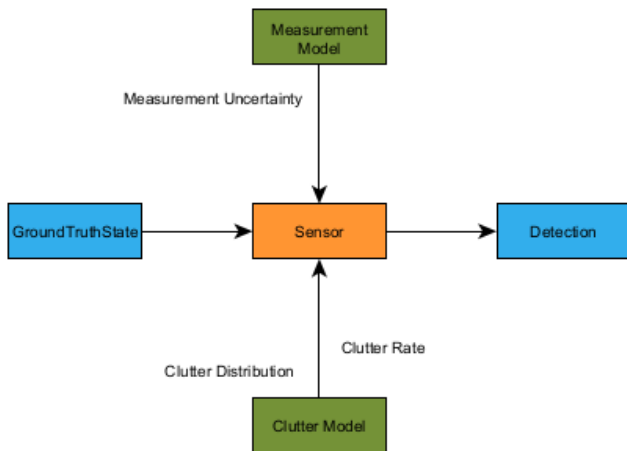 Measurement
Model
Measurement Uncertainty
GroundTruthState
Sensor
Detection
Clutter Rate
Clutter Distribution
Clutter Model